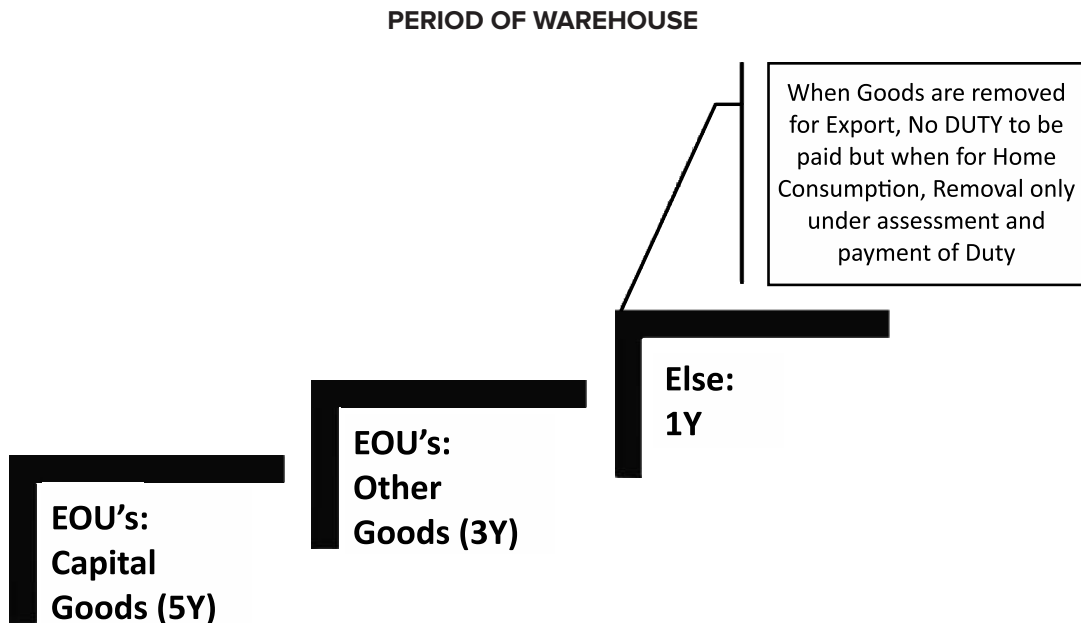 PERIOD OF WAREHOUSE
When Goods are removed
for Export, No DUTY to be
paid but when for Home
Consumption, Removal only
under assessment and
payment of Duty
Else:
1Y
EOU’s:
Other
Goods (3Y)
EOU’s:
Capital
Goods (5Y)